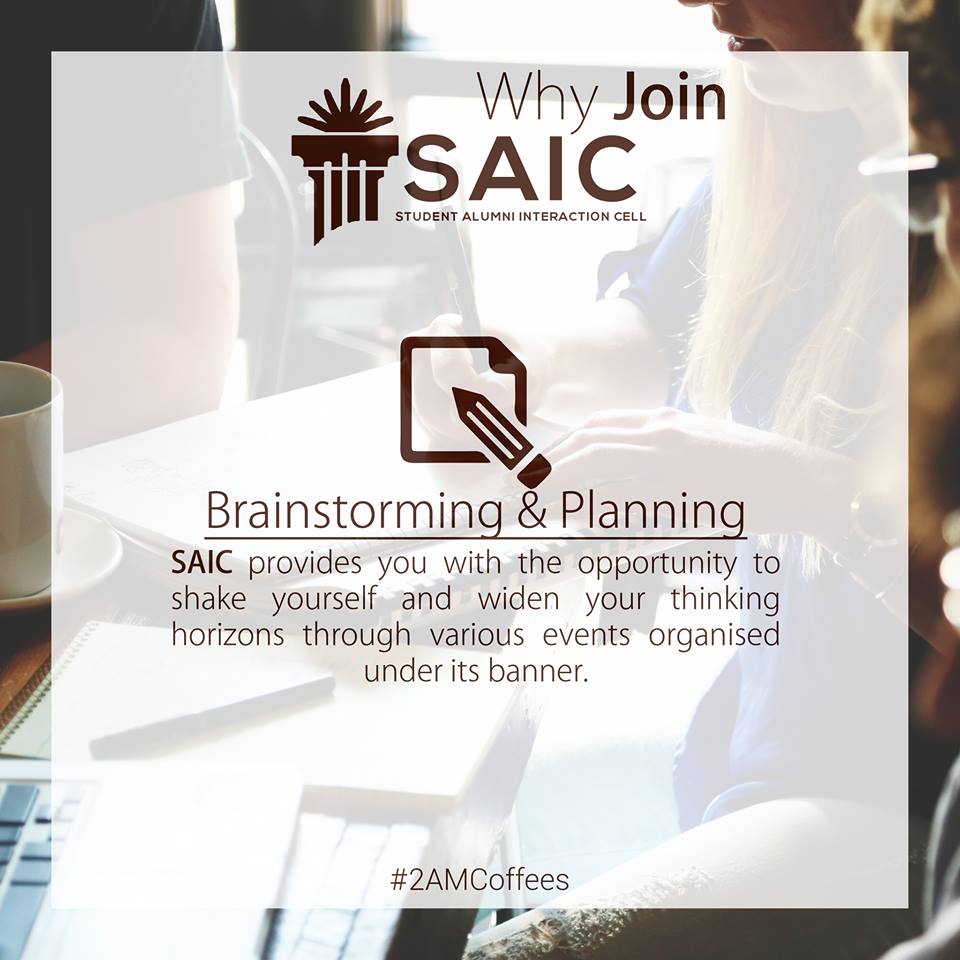 Why Join
SAIC
STUDENT ALUMNI INTERACTION CELL
Brainstorming & Planning
SAIC provides you with the opportunity to
shake yourself and widen your thinking
horizons through various events organised
under its banner.
#2AMCoffees